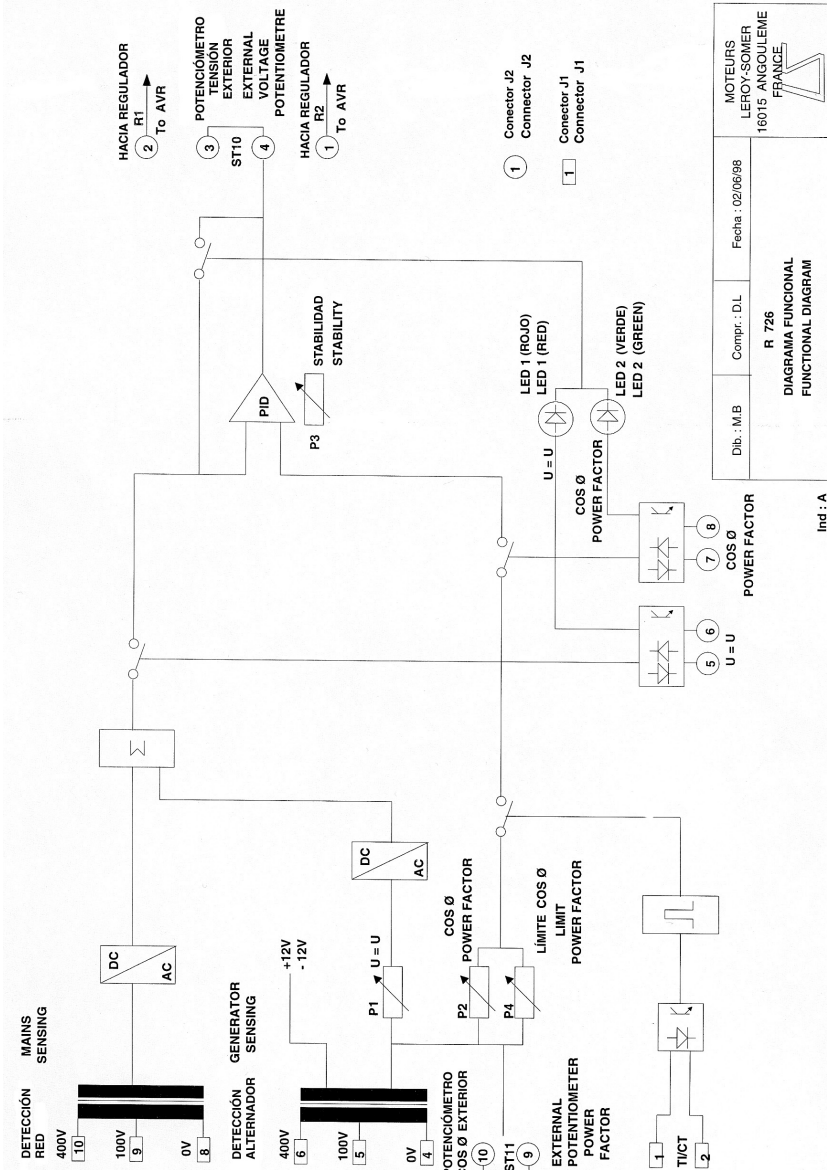 DETECCIÓN
RED
MAINS
SENSING
400V
10
100V
9
0V
8
DC
AC
Σ
DETECCIÓN
ALTERNADOR
GENERATOR
SENSING
400V
6
100V
5
0V
4
+12V
- 12V
P1
U = U
DC
AC
POTENCIÓMETRO
COS Ø EXTERIOR
10
ST11
9
EXTERNAL
POTENTIOMETER
POWER
FACTOR
P2
COS Ø
POWER FACTOR
P4
LÍMITE COS Ø
LIMIT
POWER FACTOR
1
TI/CT
2
PID
P3
STABILIDAD
STABILITY
HACIA REGULADOR
R1
2
To AVR
3
ST10
4
POTENCIÓMETRO
TENSIÓN
EXTERIOR
EXTERNAL
VOLTAGE
POTENTIOMETRE
HACIA REGULADOR
R2
1
To AVR
LED 1 (ROJO)
LED 1 (RED)
U = U
LED 2 (VERDE)
LED 2 (GREEN)
COS Ø
POWER FACTOR
5
6
U = U
7
8
COS Ø
POWER FACTOR
1
Conector J2
Connector J2
1
Conector J1
Connector J1
Dib. : M.B
Compr. : D.L
Fecha : 02/06/98
MOTEURS
LEROY-SOMER
16015 ANGOULEME
FRANCE
R 726
DIAGRAMA FUNCIONAL
FUNCTIONAL DIAGRAM
Ind : A